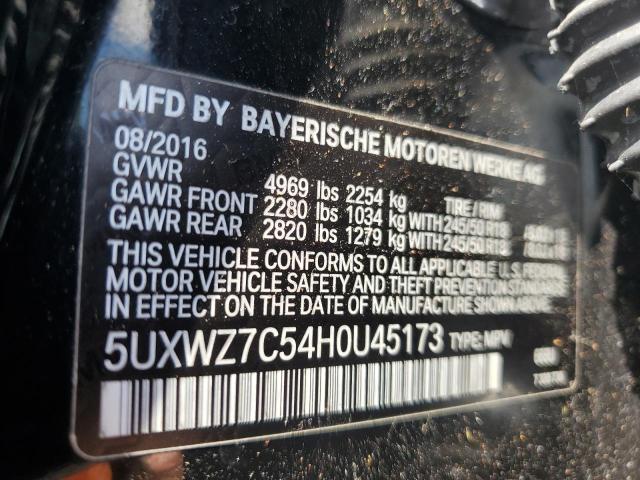 MFD BY BAYERISCHE MOTOREN WERKE AG
08/2016
GVWR 4969 lbs 2254 kg TIRE / RIM
GAWR FRONT 2280 lbs 1034 kg WITH 245/50 R18
GAWR REAR 2820 lbs 1279 kg WITH 245/50 R18
THIS VEHICLE CONFORMS TO ALL APPLICABLE U.S. FEDERAL
MOTOR VEHICLE SAFETY AND THEFT PREVENTION STANDARDS
IN EFFECT ON THE DATE OF MANUFACTURE SHOWN ABOVE.
5UXWZ7C54H0U45173 TYPE: MPV